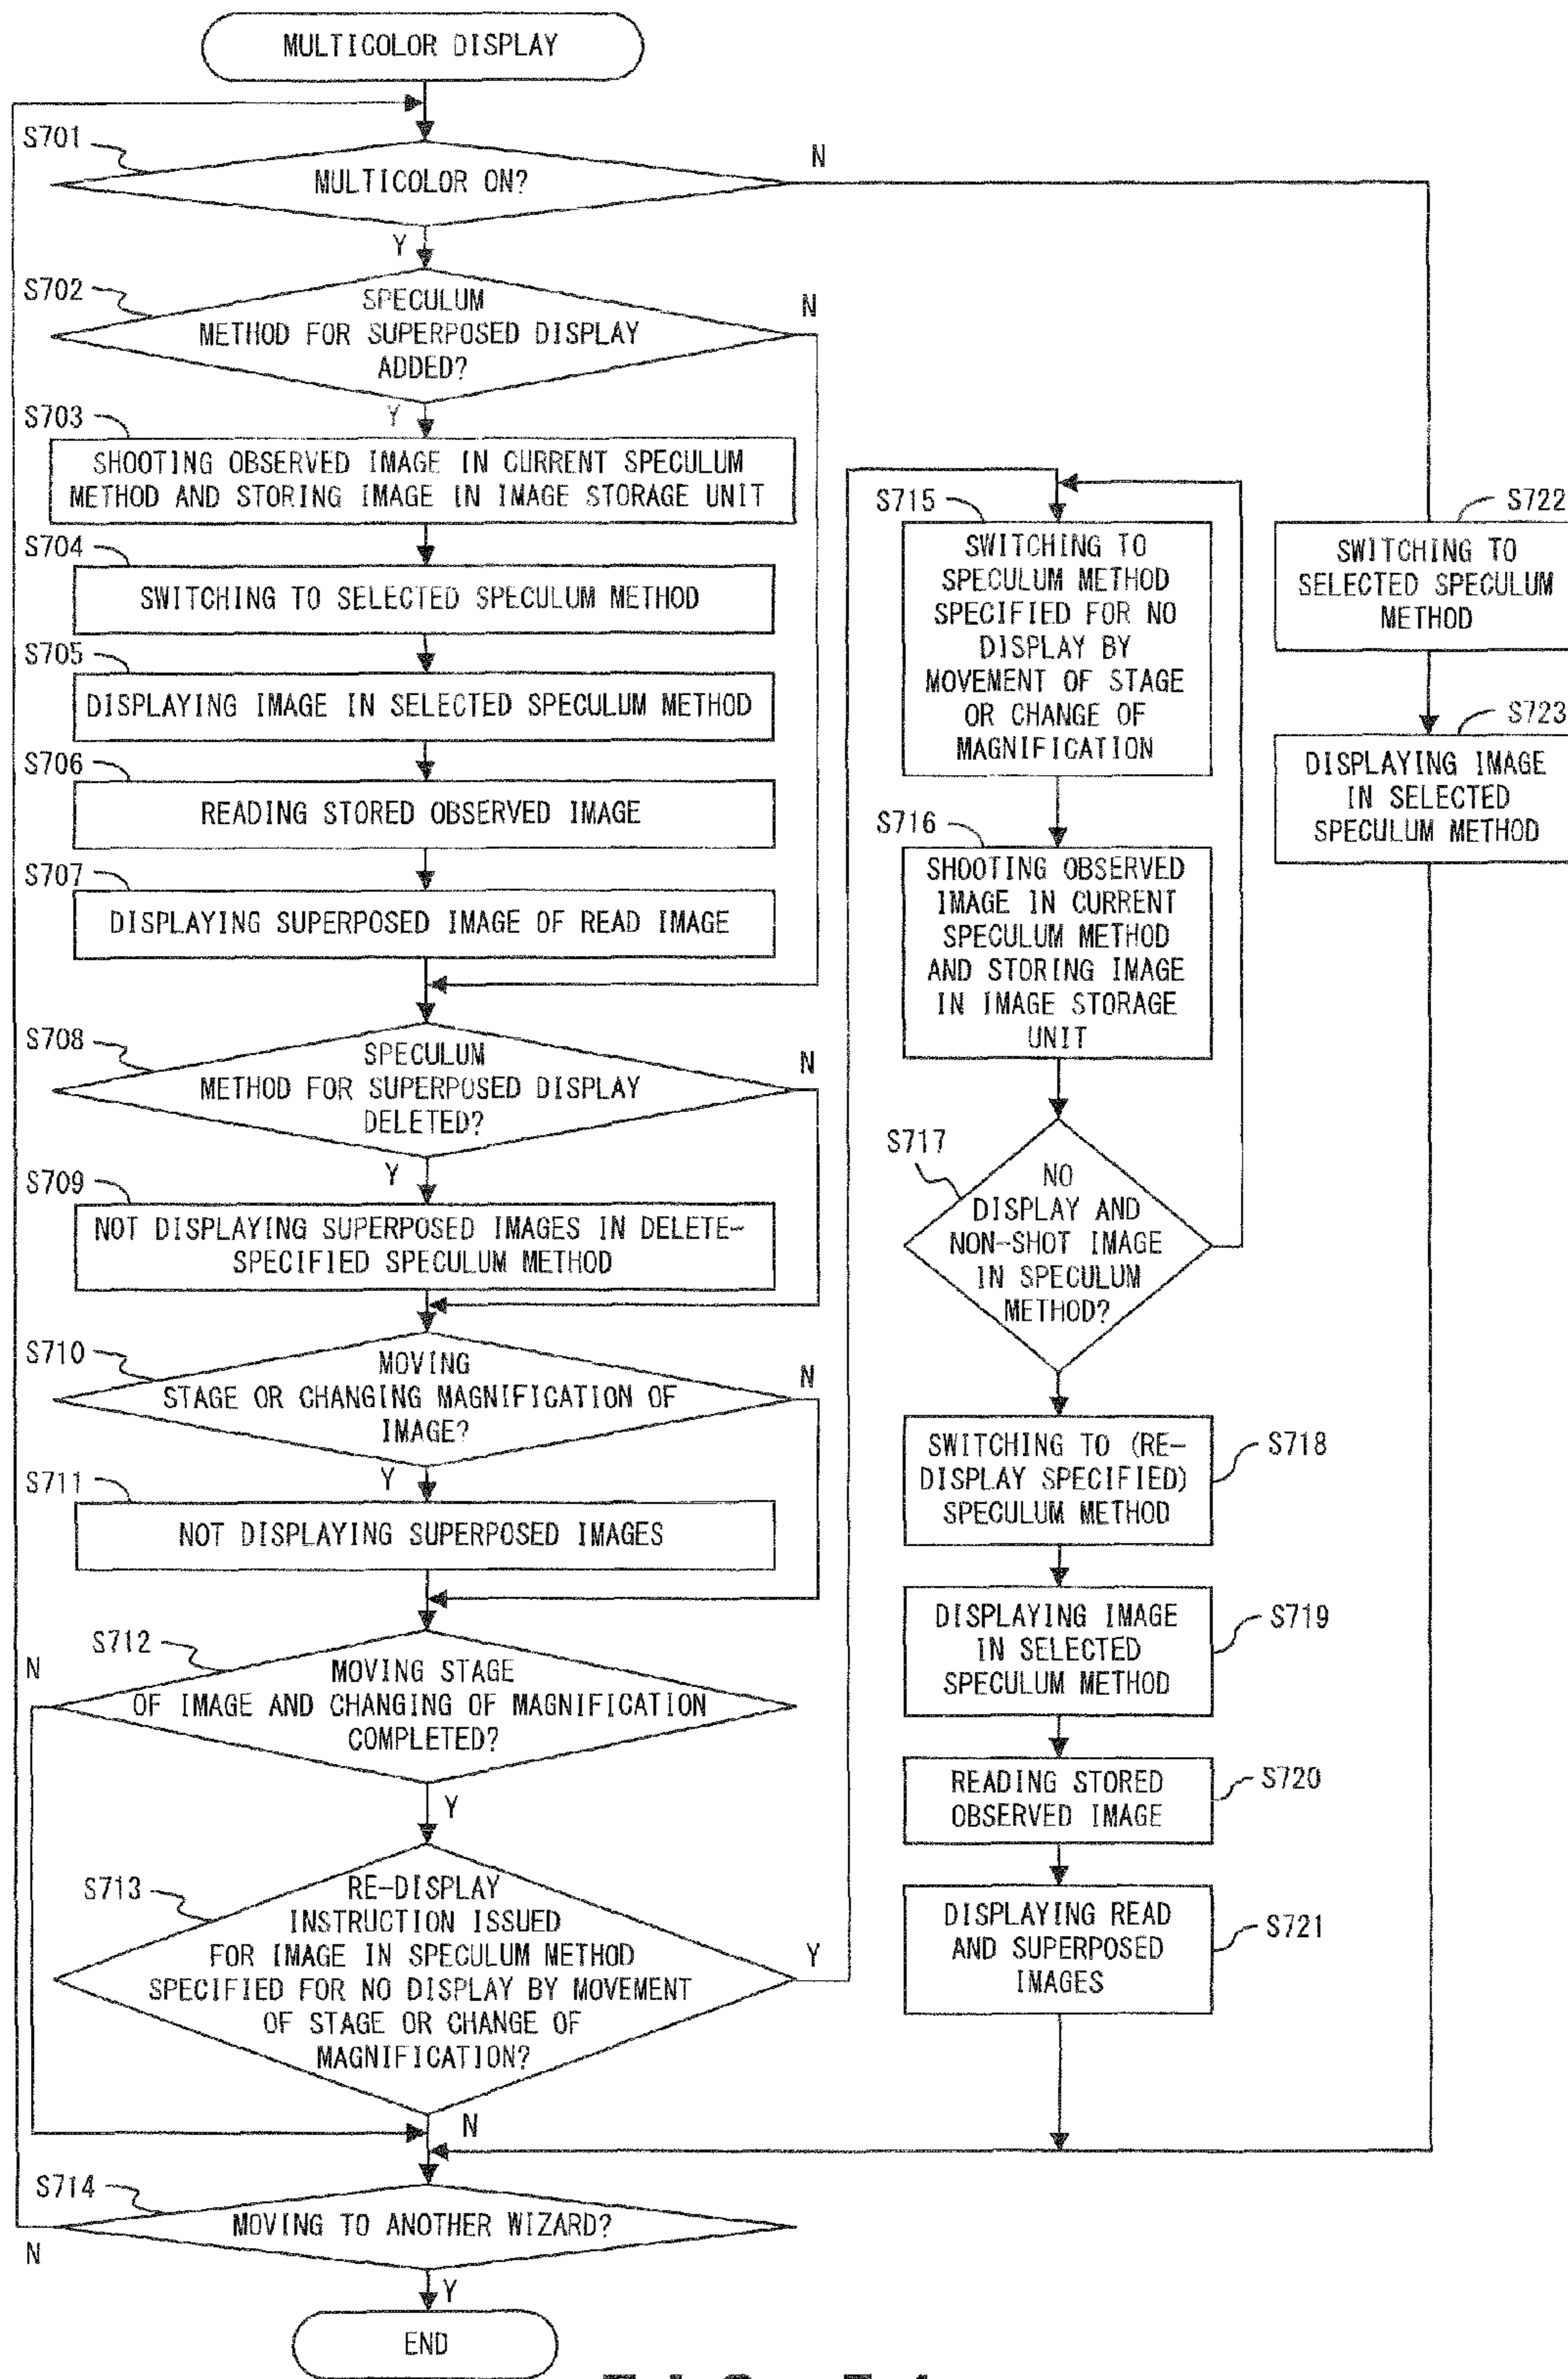 MULTICOLOR DISPLAY
S701
MULTICOLOR ON?
N
Y
S702
SPECULUM
METHOD FOR SUPERPOSED DISPLAY
ADDED?
N
Y
S703
SHOOTING OBSERVED IMAGE IN CURRENT SPECULUM
METHOD AND STORING IMAGE IN IMAGE STORAGE UNIT
S704
SWITCHING TO SELECTED SPECULUM METHOD
S705
DISPLAYING IMAGE IN SELECTED SPECULUM METHOD
S706
READING STORED OBSERVED IMAGE
S707
DISPLAYING SUPERPOSED IMAGE OF READ IMAGE
S708
SPECULUM
METHOD FOR SUPERPOSED DISPLAY
DELETED?
N
Y
S709
NOT DISPLAYING SUPERPOSED IMAGES IN DELETE-
SPECIFIED SPECULUM METHOD
S710
MOVING
STAGE OR CHANGING MAGNIFICATION OF
IMAGE?
N
Y
S711
NOT DISPLAYING SUPERPOSED IMAGES
S712
MOVING STAGE
OF IMAGE AND CHANGING OF MAGNIFICATION
COMPLETED?
N
Y
S713
RE-DISPLAY
INSTRUCTION ISSUED
FOR IMAGE IN SPECULUM METHOD
SPECIFIED FOR NO DISPLAY BY MOVEMENT
OF STAGE OR CHANGE OF
MAGNIFICATION?
Y
N
S714
MOVING TO ANOTHER WIZARD?
N
Y
END
S715
SWITCHING TO
SPECULUM METHOD
SPECIFIED FOR NO
DISPLAY BY
MOVEMENT OF STAGE
OR CHANGE OF
MAGNIFICATION
S716
SHOOTING OBSERVED
IMAGE IN CURRENT
SPECULUM METHOD
AND STORING IMAGE
IN IMAGE STORAGE
UNIT
S717
NO
DISPLAY AND
NON-SHOT IMAGE
IN SPECULUM
METHOD?
S718
SWITCHING TO (RE-
DISPLAY SPECIFIED)
SPECULUM METHOD
S719
DISPLAYING IMAGE
IN SELECTED
SPECULUM METHOD
S720
READING STORED
OBSERVED IMAGE
S721
DISPLAYING READ
AND SUPERPOSED
IMAGES
S722
SWITCHING TO
SELECTED SPECULUM
METHOD
S723
DISPLAYING IMAGE
IN SELECTED
SPECULUM METHOD